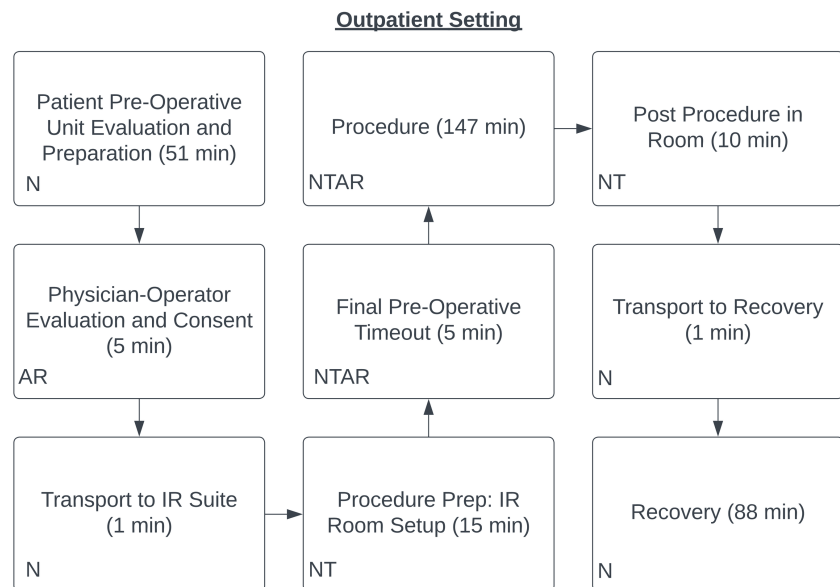 Outpatient Setting
Patient Pre-Operative
Unit Evaluation and
Preparation (51 min)
N
Physician-Operator
Evaluation and Consent
(5 min)
AR
Transport to IR Suite
(1 min)
N
Procedure Prep: IR
Room Setup (15 min)
NT
Final Pre-Operative
Timeout (5 min)
NTAR
Procedure (147 min)
NTAR
Post Procedure in
Room (10 min)
NT
Transport to Recovery
(1 min)
N
Recovery (88 min)
N